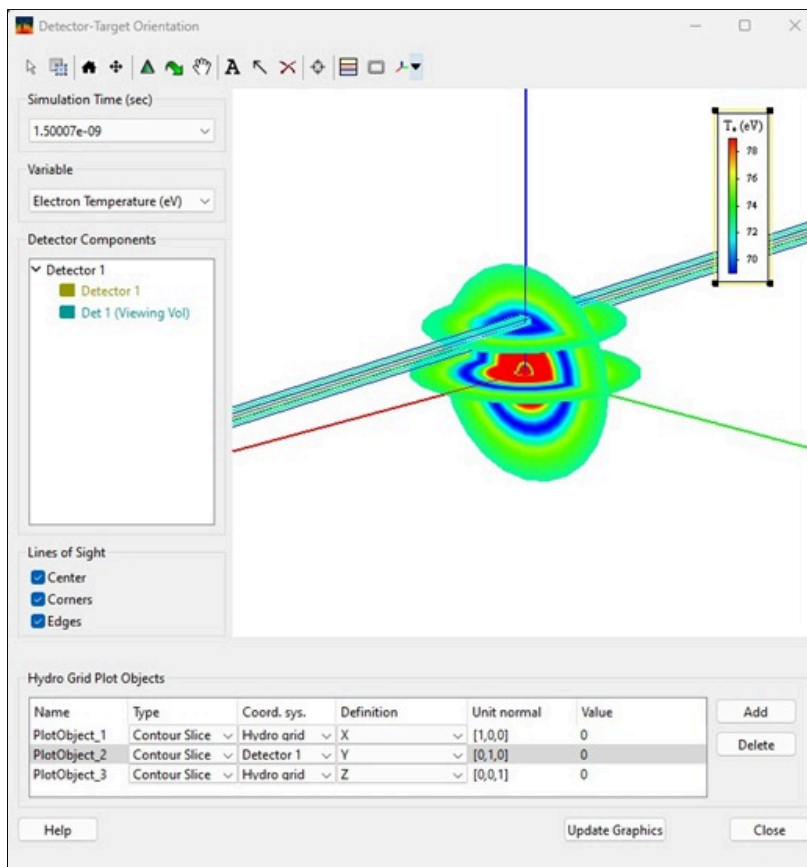 Detector-Target Orientation
A
Simulation Time (sec)
1.50007e-09
Variable
Electron Temperature (eV)
Detector Components
Detector 1
Detector 1
Det 1 (Viewing Vol)
Tₑ (eV)
78
76
74
72
70
Lines of Sight
Center
Corners
Edges
Hydro Grid Plot Objects
Name Type Coord. sys. Definition Unit normal Value
PlotObject_1 Contour Slice Hydro grid X [1,0,0] 0
PlotObject_2 Contour Slice Detector 1 Y [0,1,0] 0
PlotObject_3 Contour Slice Hydro grid Z [0,0,1] 0
Add
Delete
Help Update Graphics Close